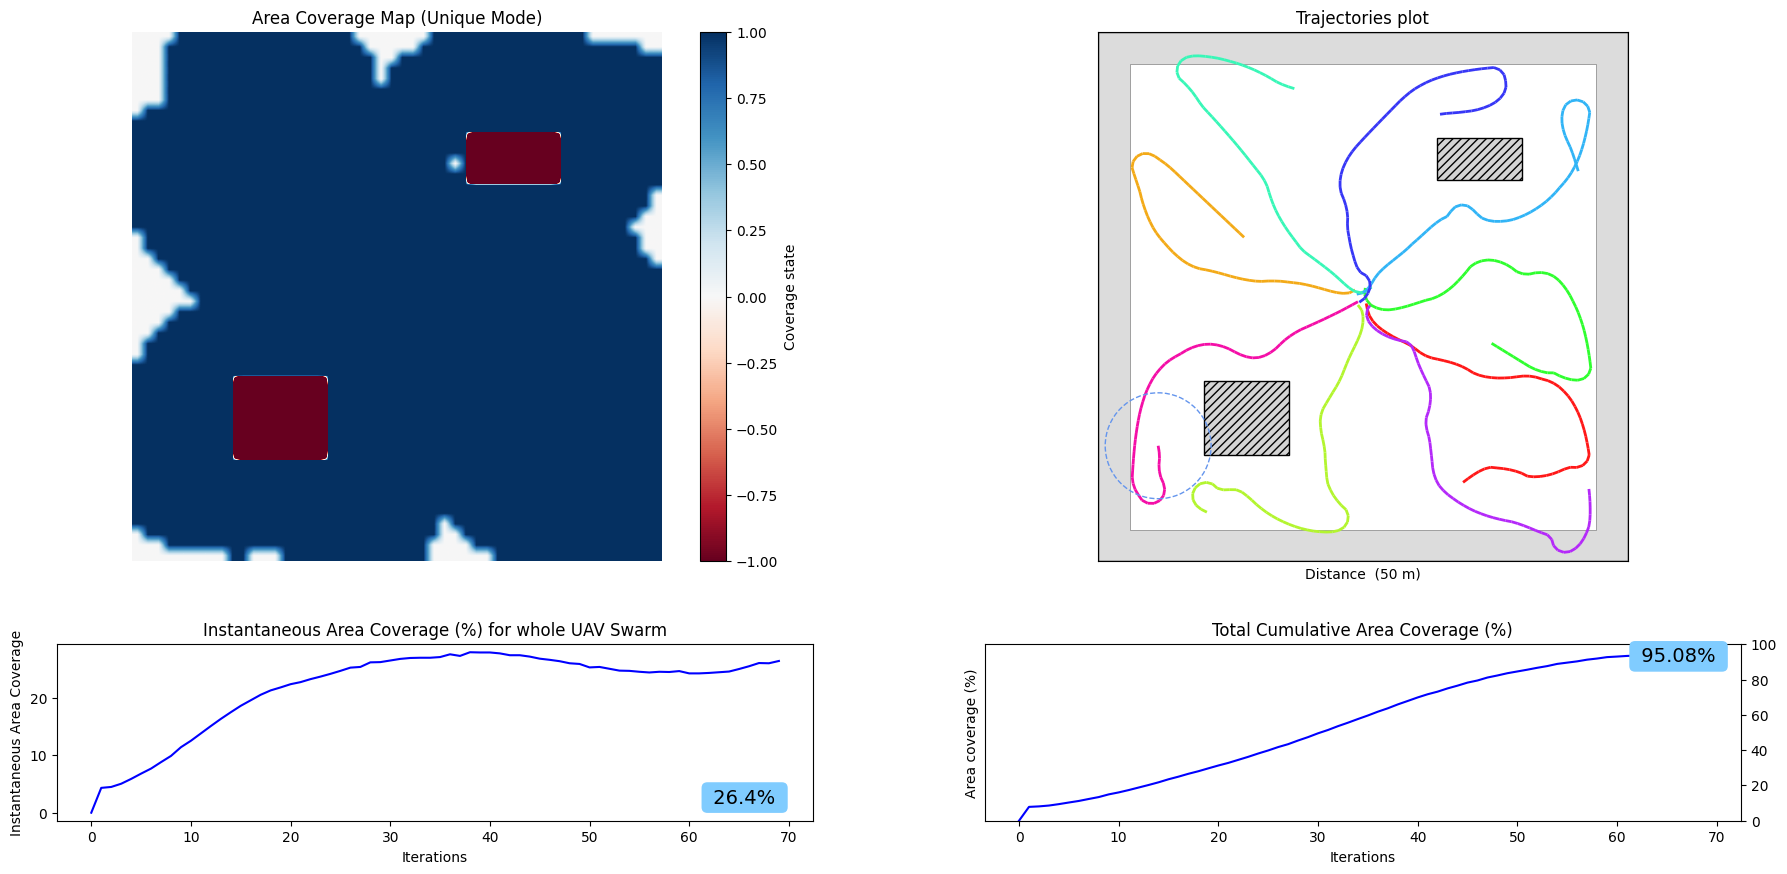 Area Coverage Map (Unique Mode)
1.00
0.75
0.50
0.25
0.00
−0.25
−0.50
−0.75
−1.00
Coverage state
Trajectories plot
Distance  (50 m)
Instantaneous Area Coverage (%) for whole UAV Swarm
Instantaneous Area Coverage
20
10
0
26.4%
0 10 20 30 40 50 60 70
Iterations
Total Cumulative Area Coverage (%)
Area coverage (%)
95.08%
100
80
60
40
20
0
0 10 20 30 40 50 60 70
Iterations